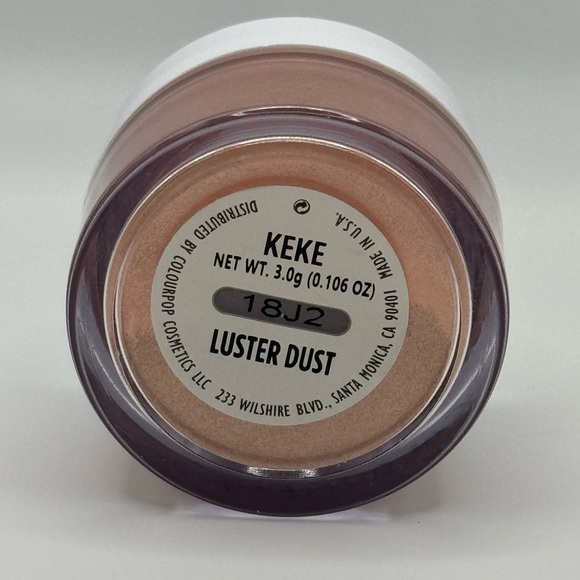 KEKE
NET WT. 3.0g (0.106 OZ)
18J2
LUSTER DUST
DISTRIBUTED BY COLOURPOP COSMETICS LLC 233 WILSHIRE BLVD., SANTA MONICA, CA 90401 MADE IN U.S.A.